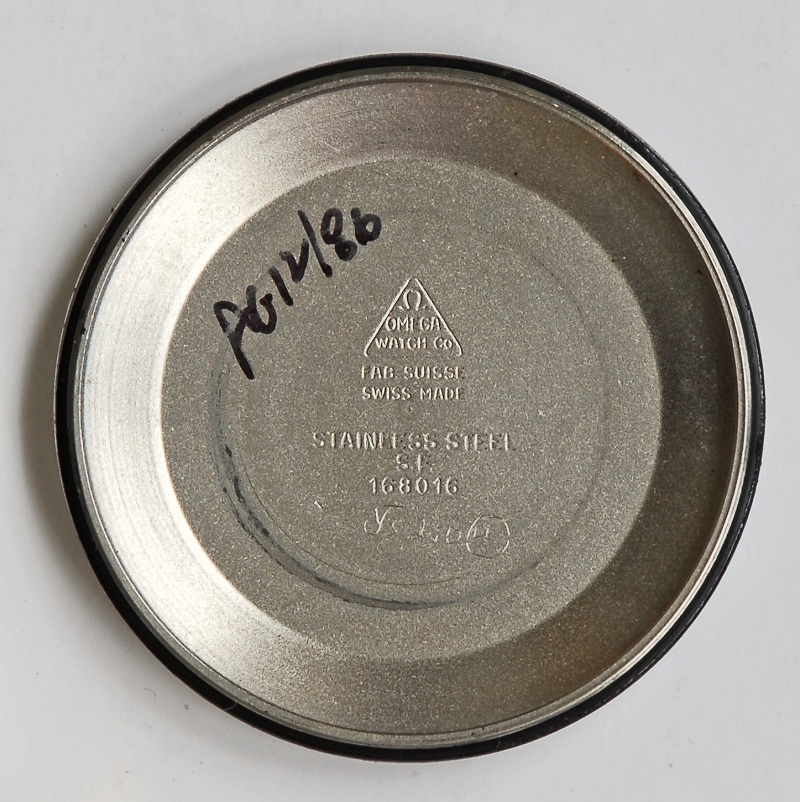 PG12/86
Ω
OMEGA
WATCH CO
FAB. SUISSE
SWISS MADE
STAINLESS STEEL
S.F.
168016